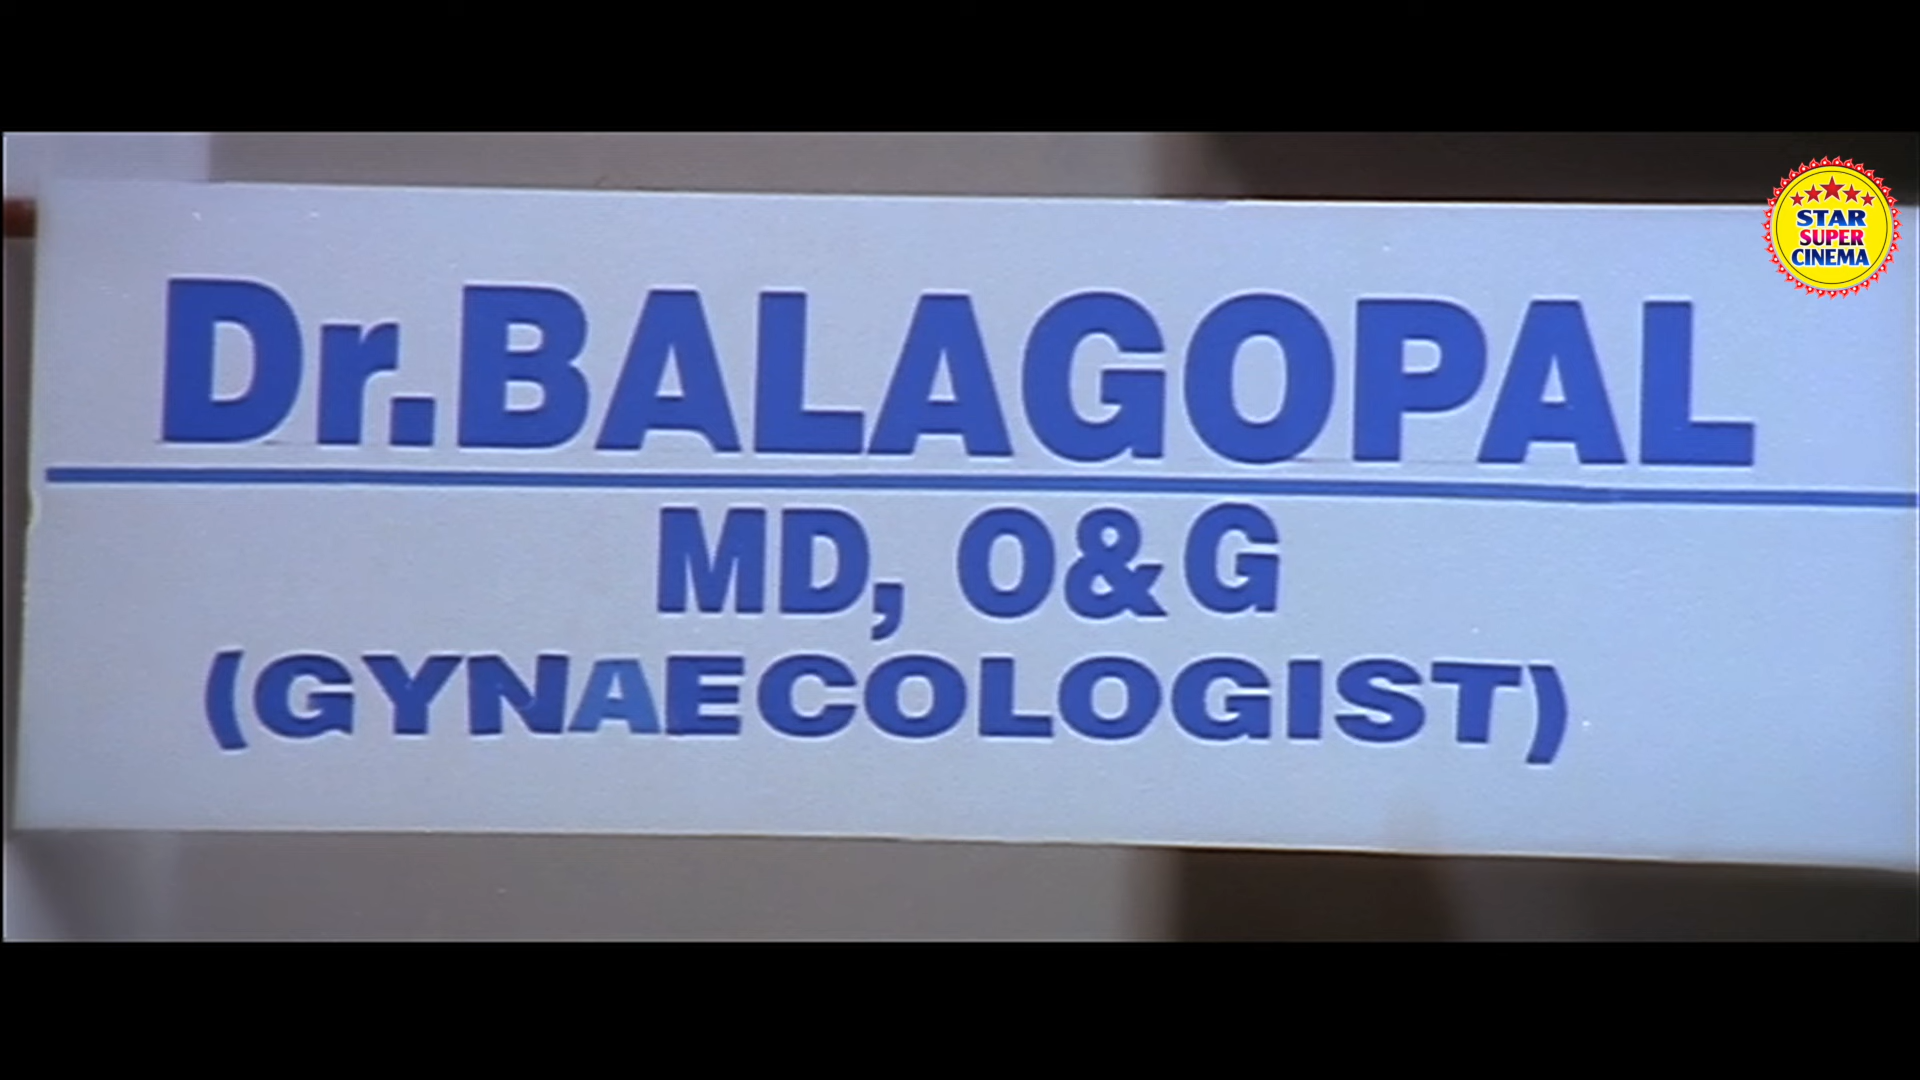 Dr.BALAGOPAL
MD, O&G
(GYNAECOLOGIST)
STAR
SUPER
CINEMA